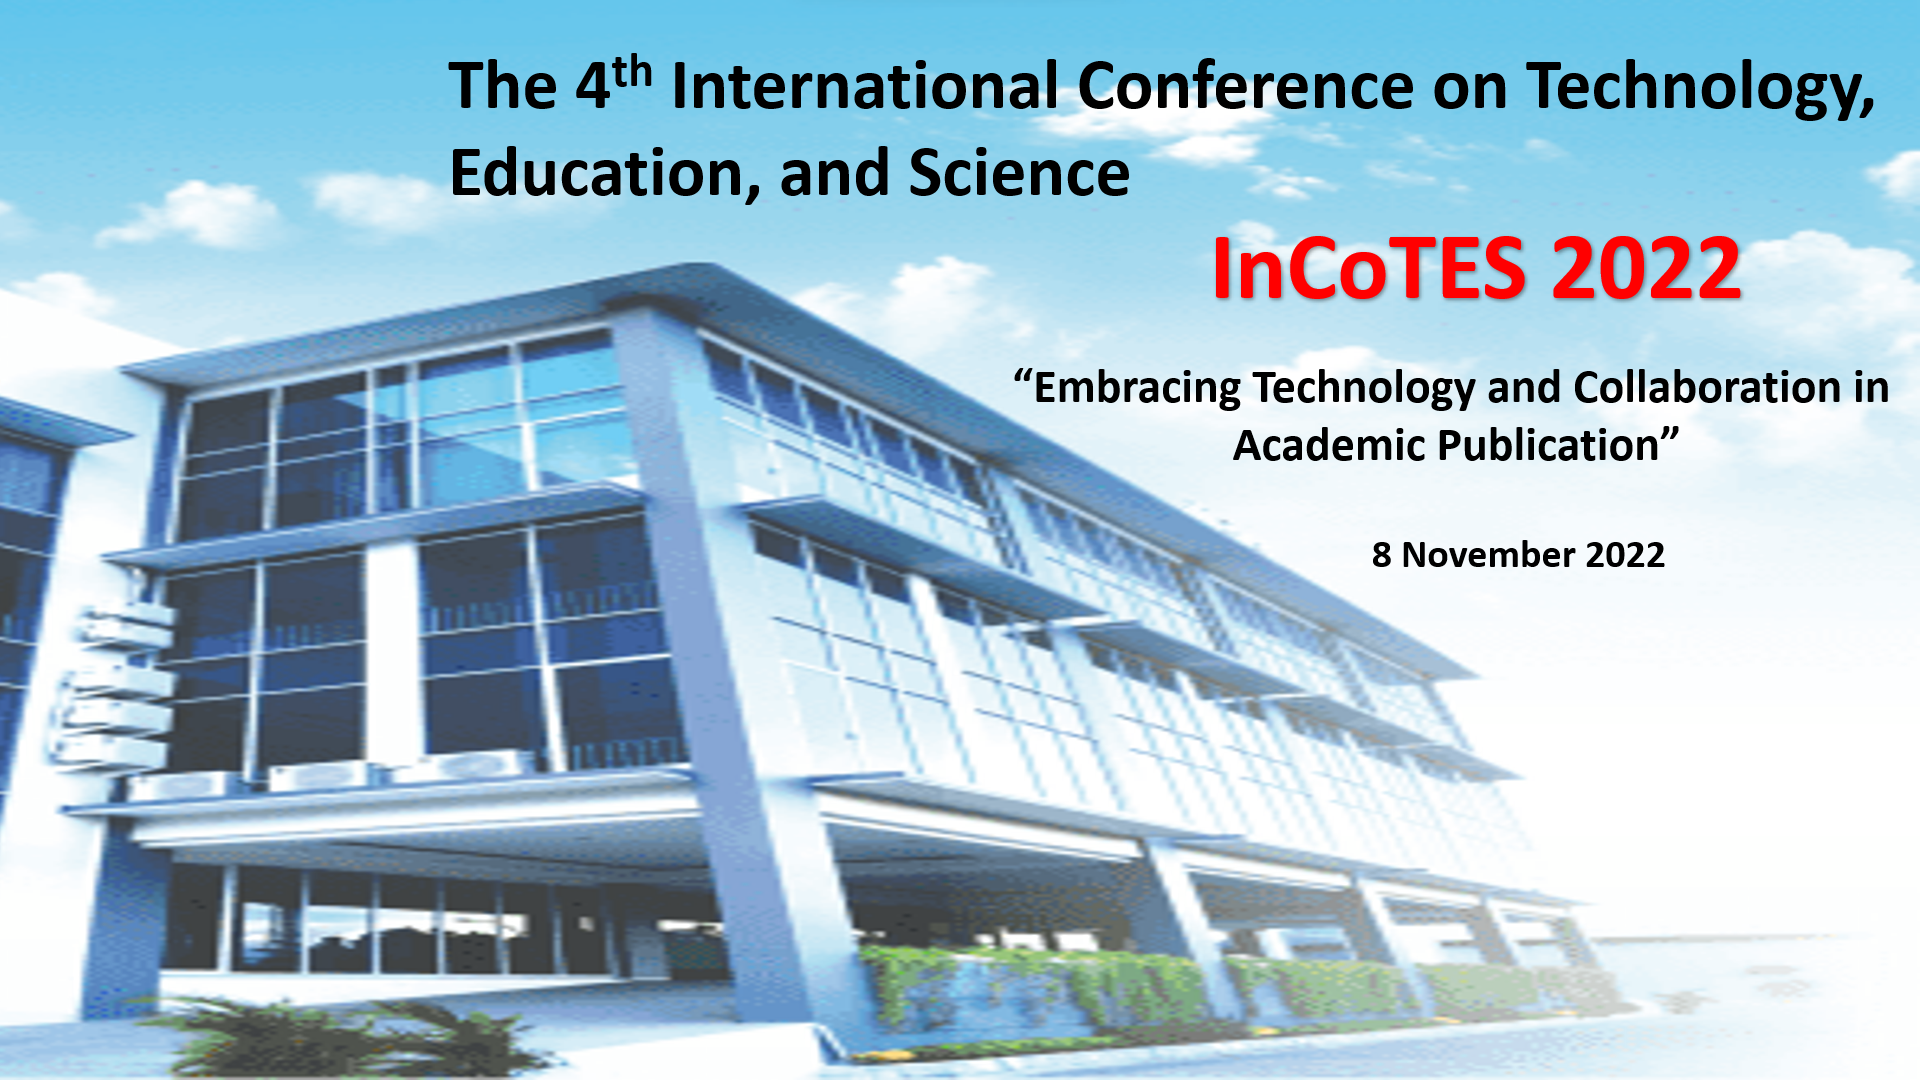 The 4th International Conference on Technology,
Education, and Science
InCoTES 2022
“Embracing Technology and Collaboration in
Academic Publication”
8 November 2022